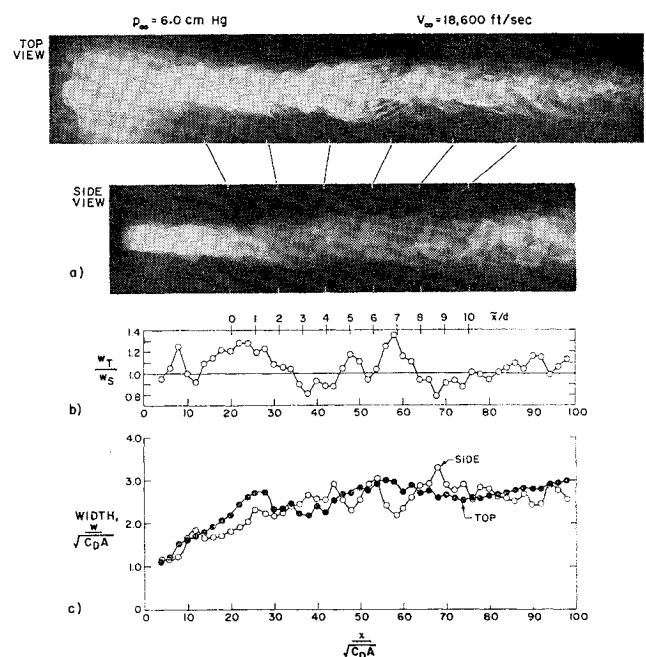 p∞ = 6.0 cm Hg V∞ = 18,600 ft/sec
TOP VIEW
SIDE VIEW
a)
0 1 2 3 4 5 6 7 8 9 10 x̄/d
1.4
1.2
1.0
0.8
w_T/w_S
b)
0 10 20 30 40 50 60 70 80 90 100
4.0
3.0
2.0
1.0
0
WIDTH, w/√C_DA
SIDE
TOP
c)
0 10 20 30 40 50 60 70 80 90 100
x/√C_DA